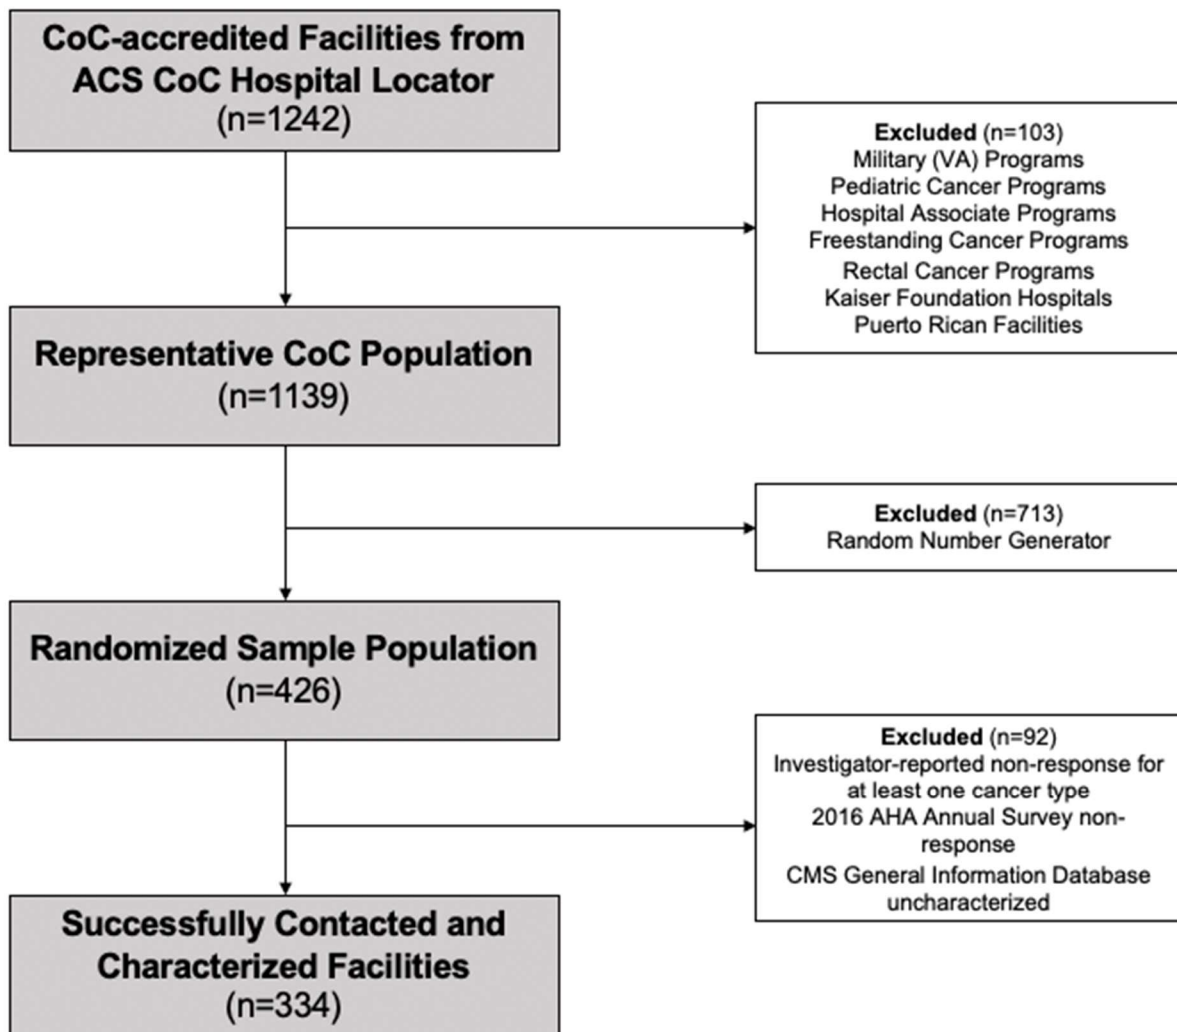 CoC-accredited Facilities from
ACS CoC Hospital Locator
(n=1242)
Excluded (n=103)
Military (VA) Programs
Pediatric Cancer Programs
Hospital Associate Programs
Freestanding Cancer Programs
Rectal Cancer Programs
Kaiser Foundation Hospitals
Puerto Rican Facilities
Representative CoC Population
(n=1139)
Excluded (n=713)
Random Number Generator
Randomized Sample Population
(n=426)
Excluded (n=92)
Investigator-reported non-response for
at least one cancer type
2016 AHA Annual Survey non-
response
CMS General Information Database
uncharacterized
Successfully Contacted and
Characterized Facilities
(n=334)